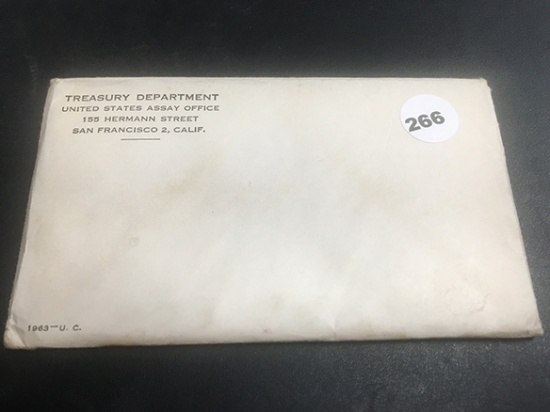 TREASURY DEPARTMENT
UNITED STATES ASSAY OFFICE
155 HERMANN STREET
SAN FRANCISCO 2, CALIF.
266
1963 U. C.